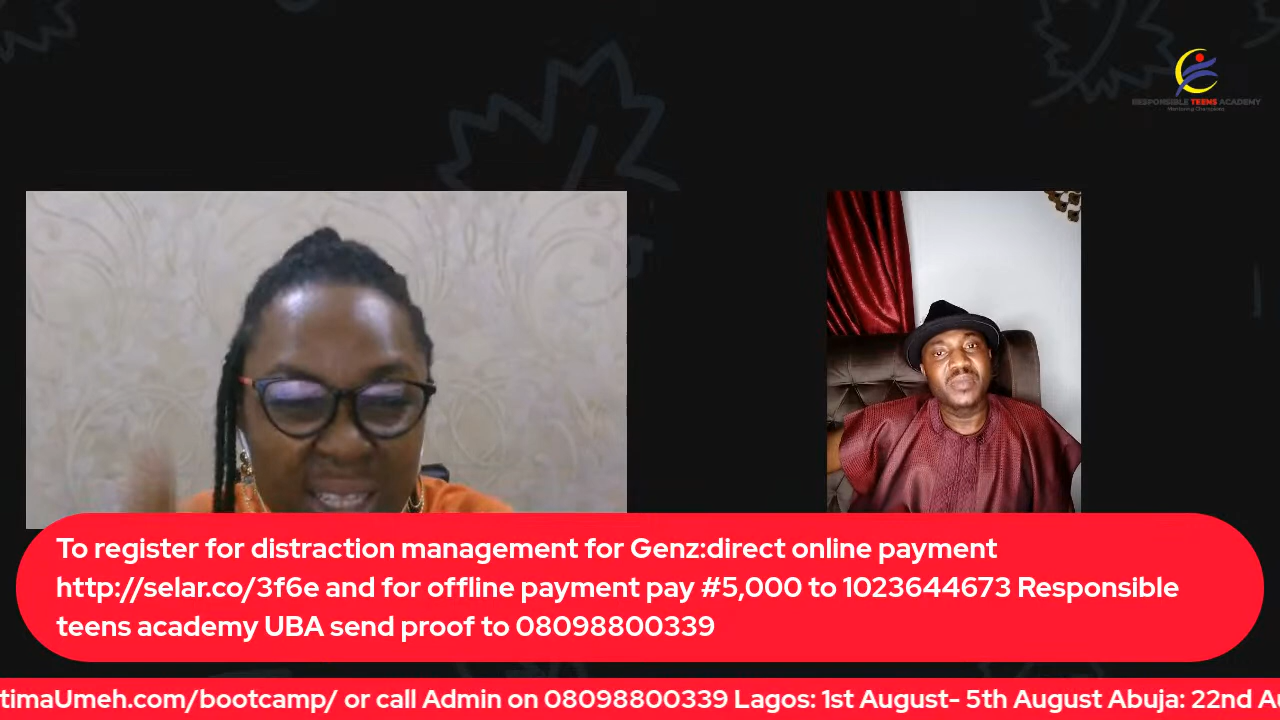 RESPONSIBLE TEENS ACADEMY
To register for distraction management for Genz:direct online payment
http://selar.co/3f6e and for offline payment pay #5,000 to 1023644673 Responsible
teens academy UBA send proof to 08098800339
timaUmeh.com/bootcamp/ or call Admin on 08098800339 Lagos: 1st August- 5th August Abuja: 22nd Au